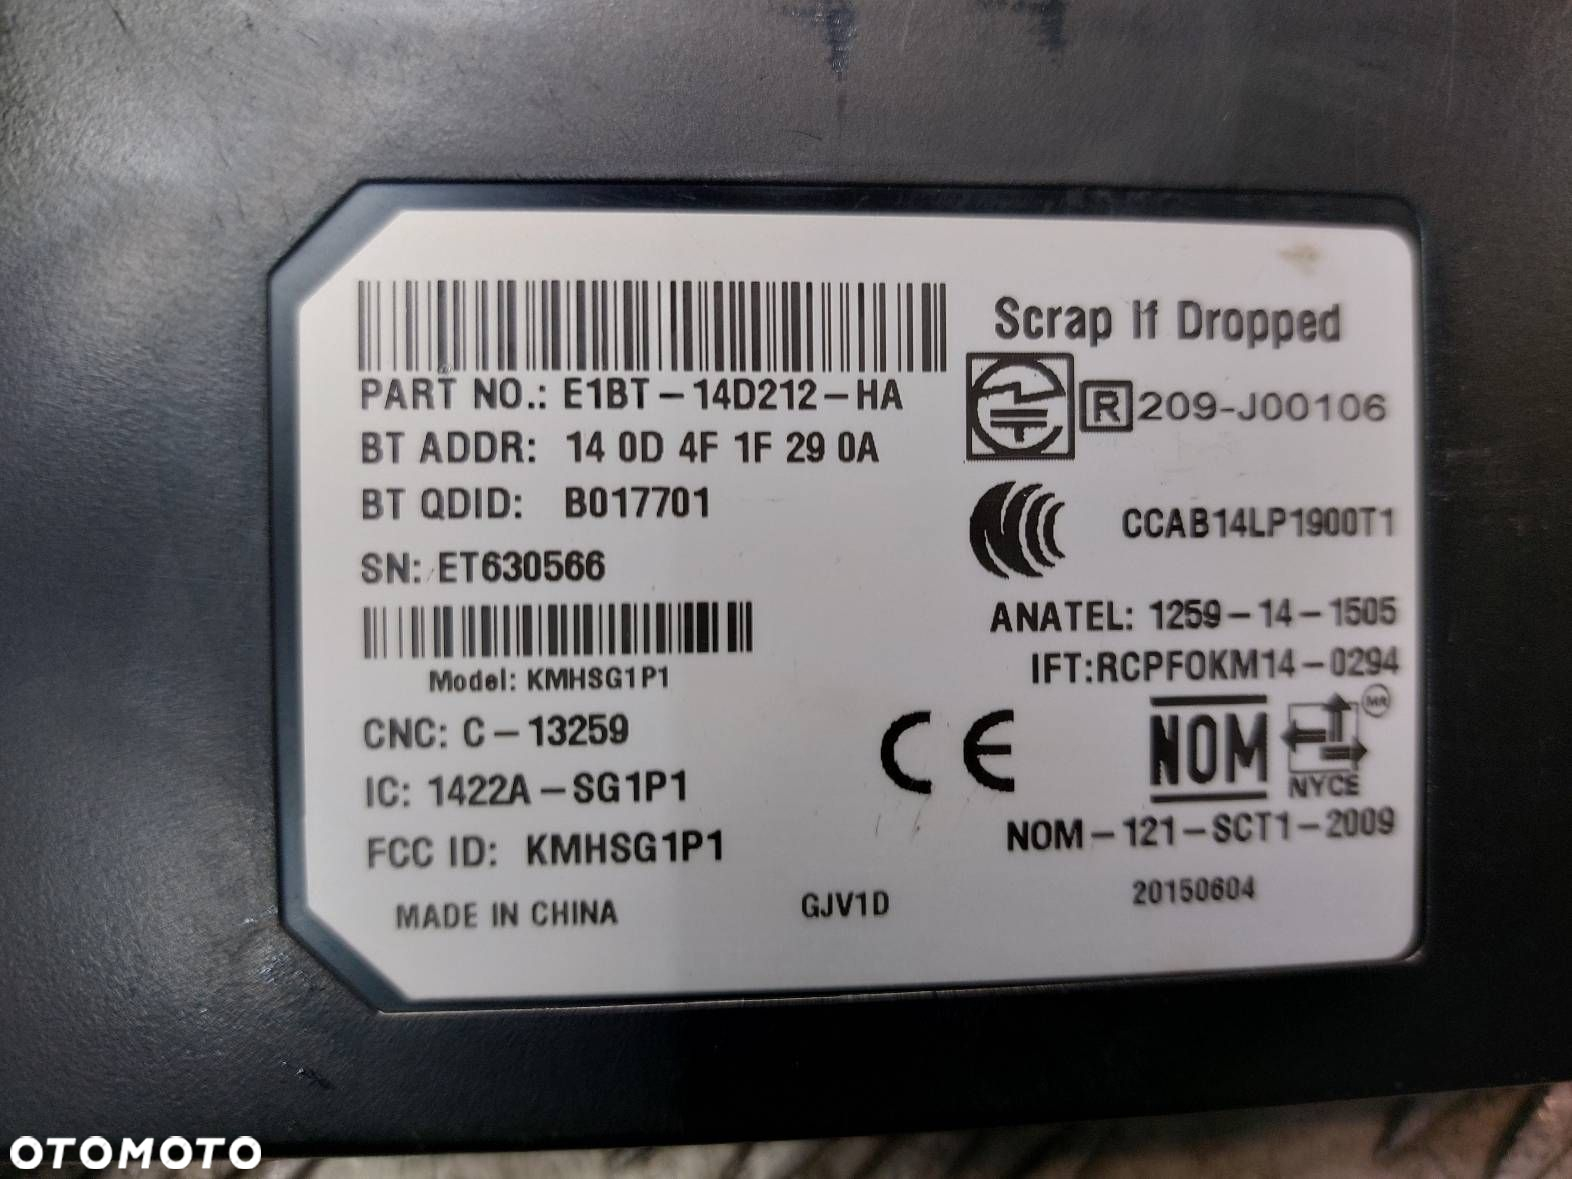 Scrap If Dropped
PART NO.: E1BT-14D212-HA
R 209-J00106
BT ADDR: 14 0D 4F 1F 29 0A
BT QDID: B017701
CCAB14LP1900T1
SN: ET630566
ANATEL: 1259-14-1505
Model: KMHSG1P1
IFT:RCPFOKM14-0294
CNC: C-13259
CE
NOM
MR
NYCE
IC: 1422A-SG1P1
NOM-121-SCT1-2009
FCC ID: KMHSG1P1
MADE IN CHINA
GJV1D
20150604
OTOMOTO